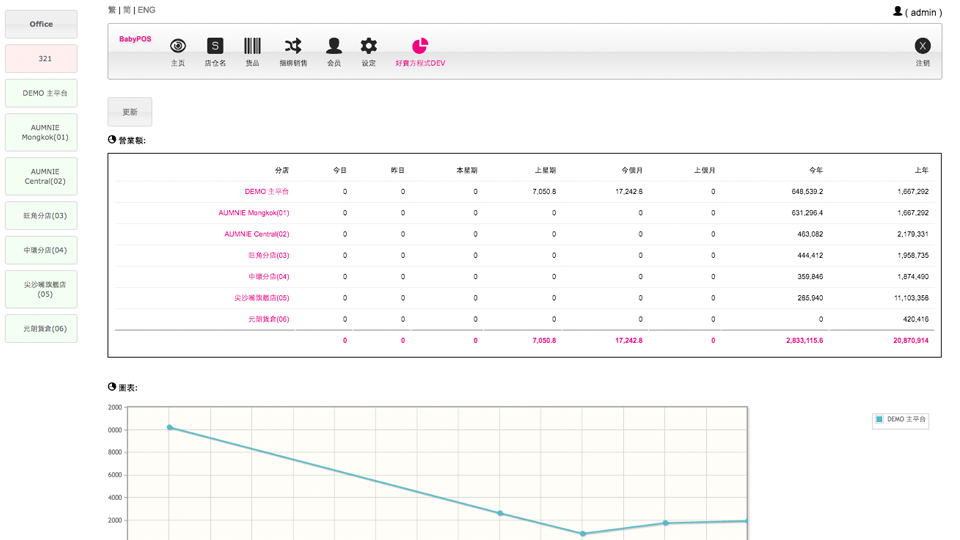 繁 | 简 | ENG
( admin )
Office
321
DEMO 主平台
AUMNIE
Mongkok(01)
AUMNIE
Central(02)
旺角分店(03)
中環分店(04)
尖沙嘴旗艦店
(05)
元朗貨倉(06)
BabyPOS
S
X
主页
店仓名
货品
捆绑销售
会员
设定
好賣方程式DEV
注销
更新
營業額:
分店 今日 昨日 本星期 上星期 今個月 上個月 今年 上年
DEMO 主平台 0 0 0 7,050.8 17,242.8 0 648,539.2 1,667,292
AUMNIE Mongkok(01) 0 0 0 0 0 0 631,296.4 1,667,292
AUMNIE Central(02) 0 0 0 0 0 0 463,082 2,179,331
旺角分店(03) 0 0 0 0 0 0 444,412 1,958,735
中環分店(04) 0 0 0 0 0 0 359,846 1,874,490
尖沙嘴旗艦店(05) 0 0 0 0 0 0 285,940 11,103,358
元朗貨倉(06) 0 0 0 0 0 0 0 420,416
0 0 0 7,050.8 17,242.8 0 2,833,115.6 20,870,914
圖表:
2000
0000
8000
6000
4000
2000
DEMO 主平台